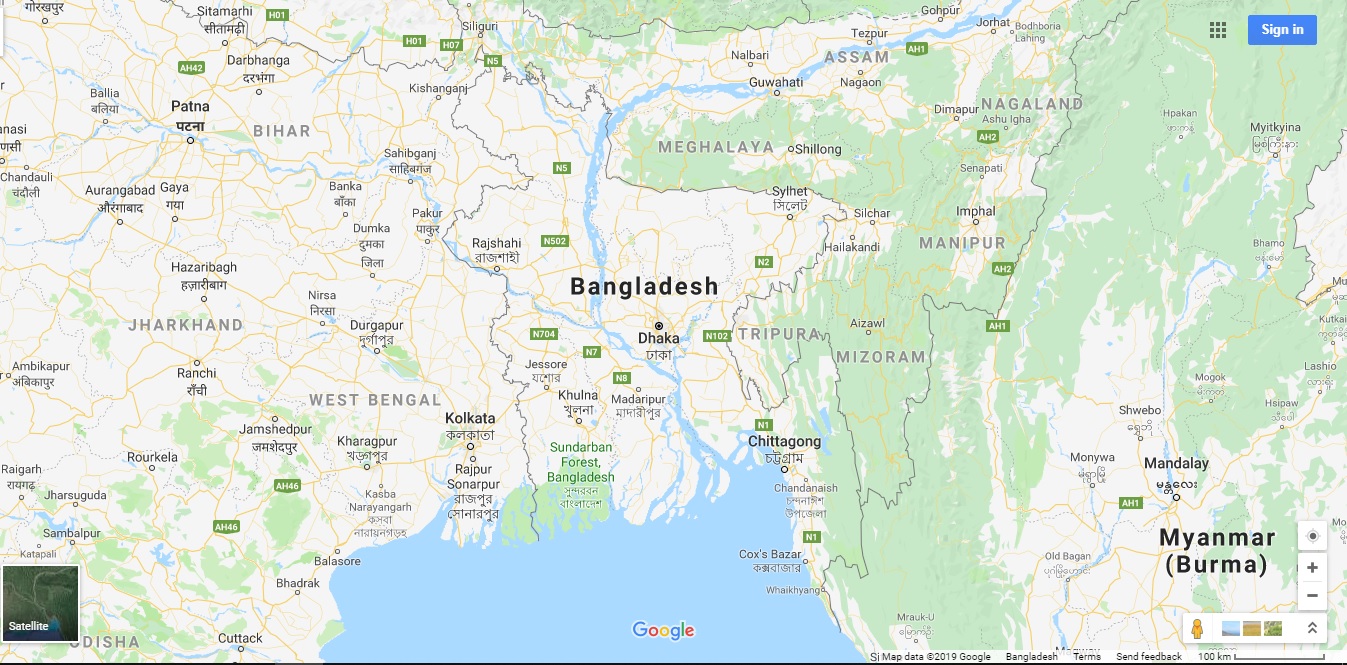 गोरखपुर
Sitamarhi
सीतामढ़ी
H01
Siliguri
H01
H07
N5
Gohpur
Jorhat
Bodhboria
Lahing
Sign in
Tezpur
ASSAM
AH1
Nalbari
Guwahati
Nagaon
Darbhanga
दरभंगा
AH42
Kishanganj
Ballia
बलिया
Patna
पटना
BIHAR
Dimapur
NAGALAND
Ashu Igha
AH2
Hpakan
Myitkyina
MEGHALAYA
Shillong
Sahibganj
साहिबगंज
N5
Senapati
Chandauli
चंदौली
Aurangabad
औरंगाबाद
Gaya
गया
Banka
बाँका
Sylhet
সিলেট
Pakur
पाकुर
Silchar
Imphal
Dumka
दुमका
जिला
Rajshahi
রাজশাহী
N502
Hailakandi
MANIPUR
Bhamo
Hazaribagh
हज़ारीबाग
N2
AH2
Bangladesh
Nirsa
निरसा
JHARKHAND
Durgapur
দুর্গাপুর
N704
Dhaka
ঢাকা
N102
TRIPURA
Aizawl
AH1
MIZORAM
Ambikapur
अंबिकापुर
Ranchi
राँची
N7
Jessore
যশোর
N8
Lashio
Mogok
WEST BENGAL
Khulna
খুলনা
Madaripur
মাদারীপুর
Hsipaw
Shwebo
Kolkata
কলকাতা
N1
Chittagong
চট্টগ্রাম
Jamshedpur
जमशेदपुर
Kharagpur
খড়্গপুর
Sundarban
Forest,
Bangladesh
সুন্দরবন
বাংলাদেশ
Rourkela
Raigarh
रायगढ़
Rajpur
Sonarpur
রাজপুর
সোনারপুর
Monywa
Mandalay
မန္တလေး
Jharsuguda
AH46
Kasba
Narayangarh
কসবা
নারায়ণগড়
Chandanaish
চন্দনাইশ
উপজেলা
AH1
Sambalpur
AH46
N1
Myanmar
(Burma)
Katapali
Balasore
Cox's Bazar
কক্সবাজার
Old Bagan
Bhadrak
Whaikhyang
Satellite
ODISHA
Cuttack
Google
Mrauk-U
Map data ©2019 Google
Bangladesh
Terms
Send feedback
100 km